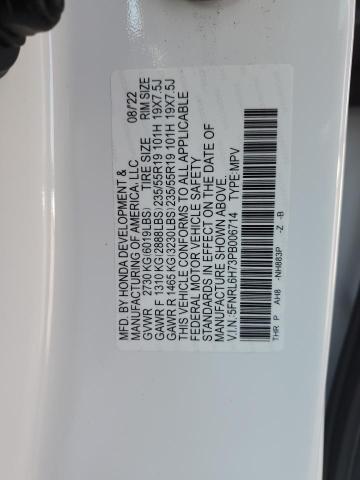 MFD. BY HONDA DEVELOPMENT & 08/'22
MANUFACTURING OF AMERICA, LLC
TIRE SIZE RIM SIZE
GVWR 2730 KG(6019LBS)
GAWR F 1310 KG(2888LBS) 235/55R19 101H 19X7.5J
GAWR R 1465 KG(3230LBS) 235/55R19 101H 19X7.5J
THIS VEHICLE CONFORMS TO ALL APPLICABLE
FEDERAL MOTOR VEHICLE SAFETY
STANDARDS IN EFFECT ON THE DATE OF
MANUFACTURE SHOWN ABOVE.
V.I.N.:5FNRL6H73PB006714 TYPE:MPV
THR P AH8 -NH883P -Z -B